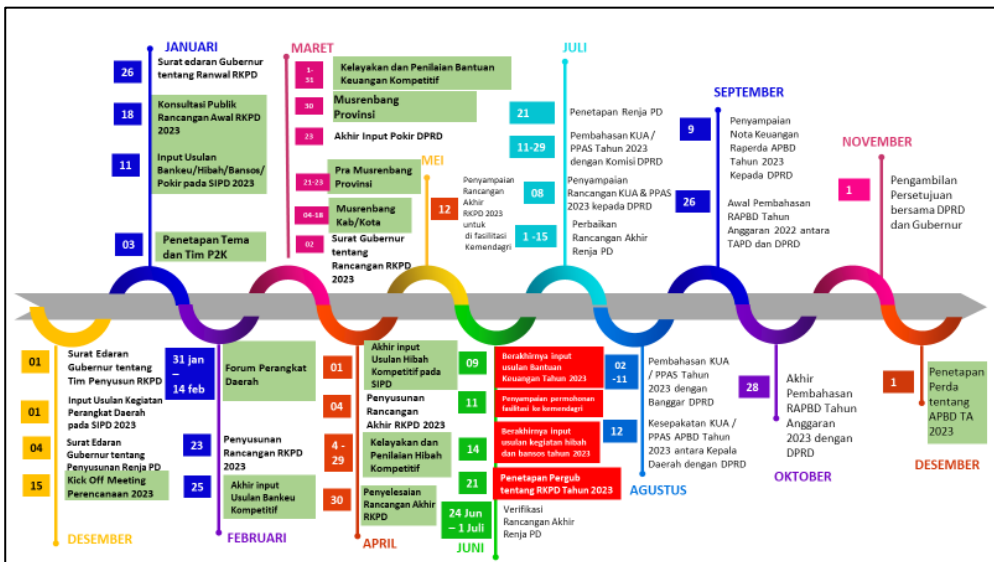 JANUARI
26
Surat edaran Gubernur
tentang Ranwal RKPD
18
Konsultasi Publik
Rancangan Awal RKPD
2023
11
Input Usulan
Bankeu/Hibah/Bansos/
Pokir pada SIPD 2023
03
Penetapan Tema
dan Tim P2K
MARET
1-
31
Kelayakan dan Penilaian Bantuan
Keuangan Kompetitif
30
Musrenbang
Provinsi
23
Akhir Input Pokir DPRD
21-23
Pra Musrenbang
Provinsi
04-18
Musrenbang
Kab/Kota
02
Surat Gubernur
tentang
Rancangan RKPD
2023
MEI
12
Penyampaian
Rancangan
Akhir
RKPD 2023
untuk
di fasilitasi
Kemendagri
JULI
21
Penetapan Renja PD
11-29
Pembahasan KUA /
PPAS Tahun 2023
dengan Komisi DPRD
08
Penyampaian
Rancangan KUA & PPAS
2023 kepada DPRD
1 -15
Perbaikan
Rancangan Akhir
Renja PD
SEPTEMBER
9
Penyampaian
Nota Keuangan
Raperda APBD
Tahun 2023
Kepada DPRD
26
Awal Pembahasan
RAPBD Tahun
Anggaran 2022 antara
TAPD dan DPRD
NOVEMBER
1
Pengambilan
Persetujuan
bersama DPRD
dan Gubernur
01
Surat Edaran
Gubernur tentang
Tim Penyusun RKPD
01
Input Usulan Kegiatan
Perangkat Daerah
pada SIPD 2023
04
Surat Edaran
Gubernur tentang
Penyusunan Renja PD
15
Kick Off Meeting
Perencanaan 2023
DESEMBER
31 jan
–
14 feb
Forum Perangkat
Daerah
23
Penyusunan
Rancangan RKPD
2023
25
Akhir input
Usulan Bankeu
Kompetitif
FEBRUARI
01
Akhir input
Usulan Hibah
Kompetitif pada
SIPD
04
Penyusunan
Rancangan
Akhir RKPD 2023
4 -
29
Kelayakan dan
Penilaian Hibah
Kompetitif
30
Penyelesaian
Rancangan Akhir
RKPD
APRIL
09
Berakhirnya input
usulan Bantuan
Keuangan Tahun 2023
11
Penyampaian permohonan
fasilitasi ke kemendagri
14
Berakhirnya input
usulan kegiatan hibah
dan bansos tahun 2023
21
Penetapan Pergub
tentang RKPD Tahun 2023
24 Jun
– 1 Juli
Verifikasi
Rancangan Akhir
Renja PD
JUNI
02
-11
Pembahasan KUA
/ PPAS Tahun
2023 dengan
Banggar DPRD
12
Kesepakatan KUA /
PPAS APBD Tahun
2023 antara Kepala
Daerah dengan DPRD
AGUSTUS
28
Akhir
Pembahasan
RAPBD Tahun
Anggaran
2023 dengan
DPRD
OKTOBER
1
Penetapan
Perda
tentang
APBD TA
2023
DESEMBER